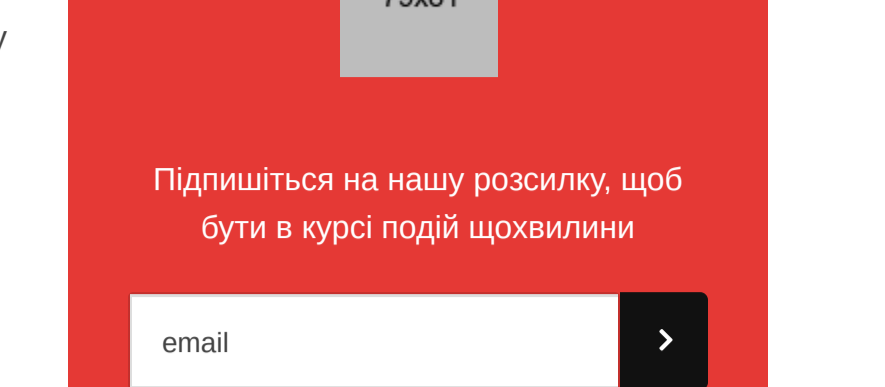 у
Підпишіться на нашу розсилку, щоб
бути в курсі подій щохвилини
email